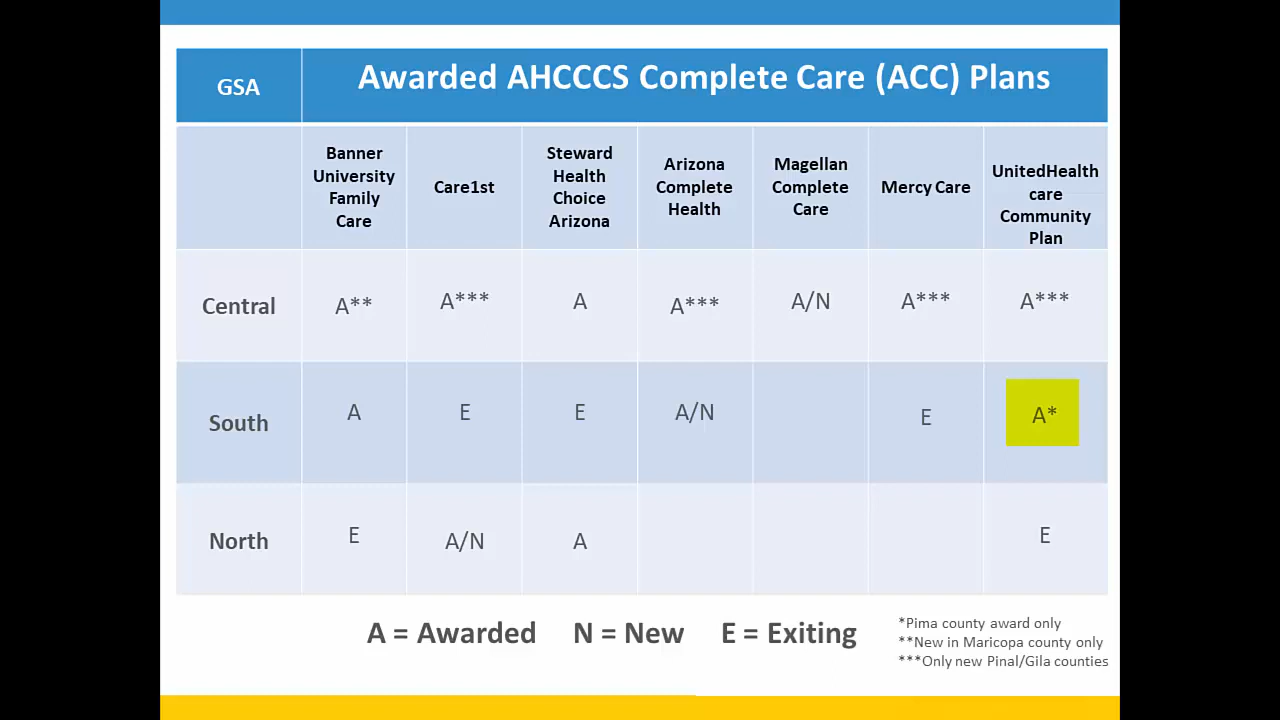 GSA
Awarded AHCCCS Complete Care (ACC) Plans
Banner
University
Family
Care
Care1st
Steward
Health
Choice
Arizona
Arizona
Complete
Health
Magellan
Complete
Care
Mercy Care
UnitedHealth
care
Community
Plan
Central
A**
A***
A
A***
A/N
A***
A***
South
A
E
E
A/N
E
A*
North
E
A/N
A
E
A = Awarded N = New E = Exiting
*Pima county award only
**New in Maricopa county only
***Only new Pinal/Gila counties